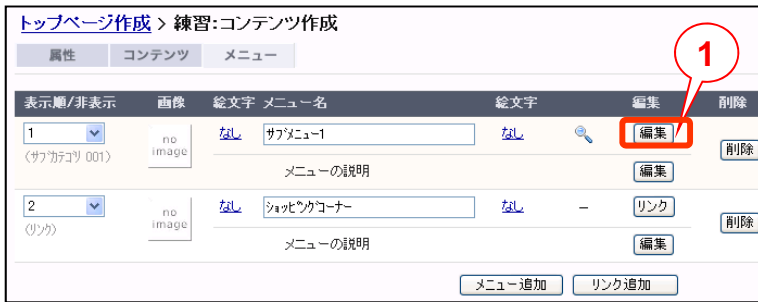 トップページ作成 > 練習:コンテンツ作成
属性 コンテンツ メニュー
1
表示順/非表示 画像 絵文字 メニュー名 絵文字 編集 削除
1 no image なし ｻﾌﾞﾒﾆｭｰ1 なし 編集 削除
(ｻﾌﾞｶﾃｺﾞﾘ 001)
メニューの説明 編集
2 no image なし ｼｮｯﾋﾟﾝｸﾞｺｰﾅｰ なし – リンク 削除
(ﾘﾝｸ)
メニューの説明 編集
メニュー追加 リンク追加